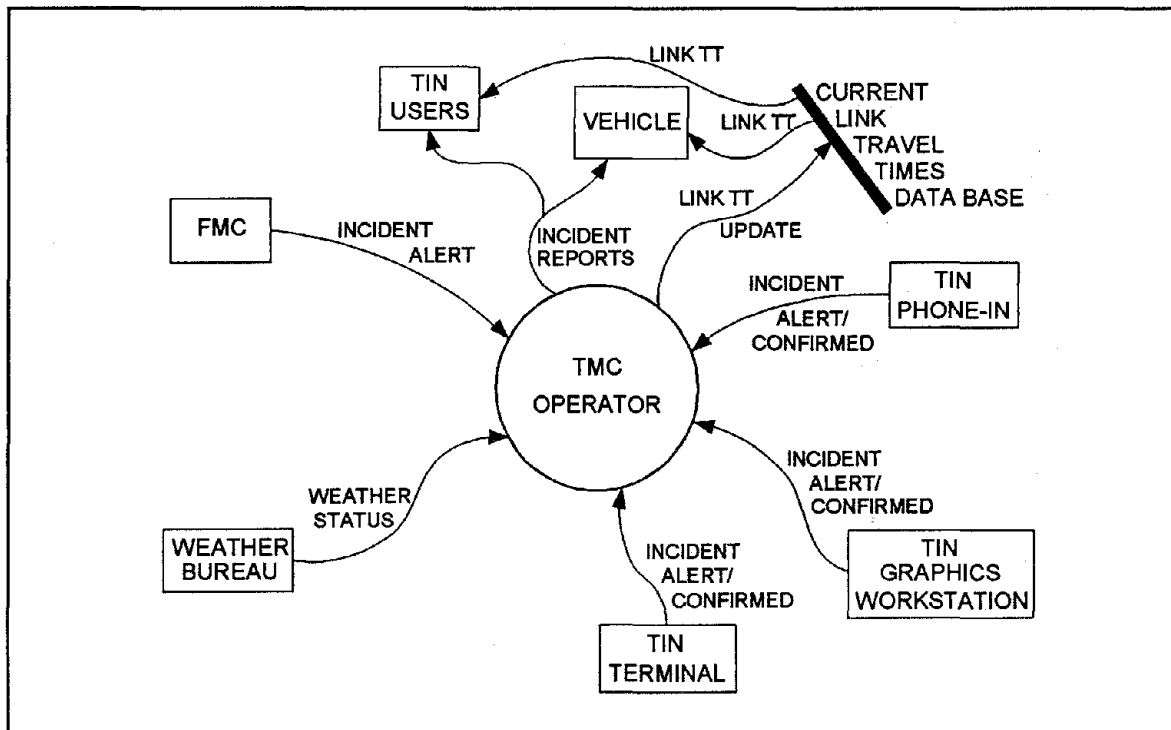 LINK TT
TIN
USERS
VEHICLE
LINK TT
CURRENT
LINK
TRAVEL
TIMES
DATA BASE
FMC
INCIDENT
ALERT
INCIDENT
REPORTS
LINK TT
UPDATE
INCIDENT
ALERT/
CONFIRMED
TIN
PHONE-IN
TMC
OPERATOR
WEATHER
STATUS
WEATHER
BUREAU
INCIDENT
ALERT/
CONFIRMED
TIN
TERMINAL
INCIDENT
ALERT/
CONFIRMED
TIN
GRAPHICS
WORKSTATION